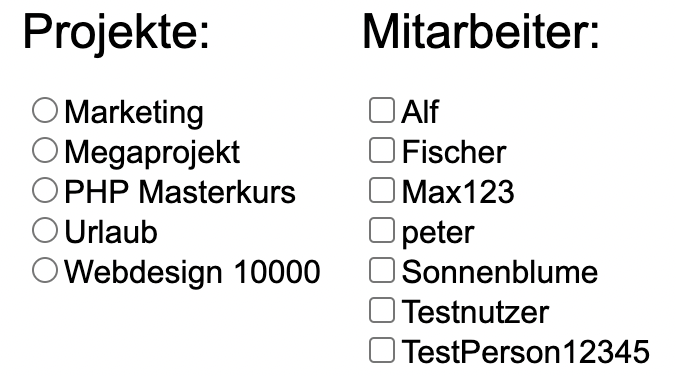 Projekte:
Marketing
Megaprojekt
PHP Masterkurs
Urlaub
Webdesign 10000
Mitarbeiter:
Alf
Fischer
Max123
peter
Sonnenblume
Testnutzer
TestPerson12345